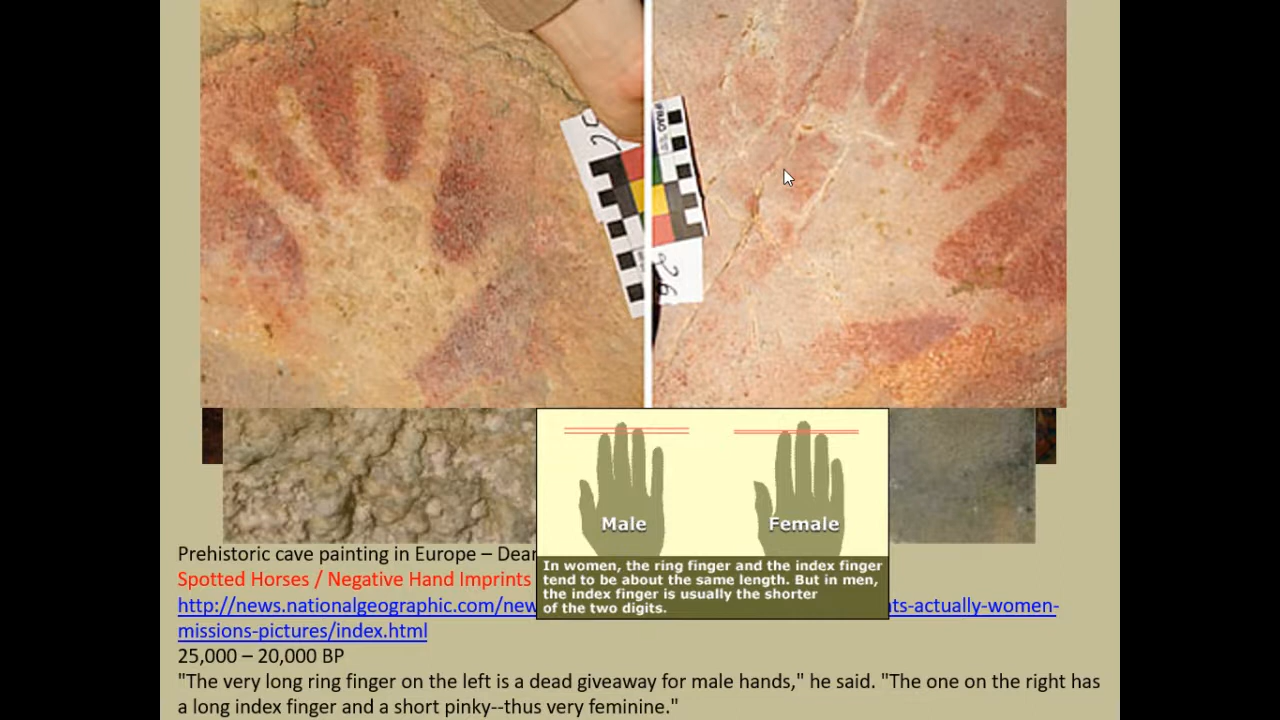 26
Male
Female
In women, the ring finger and the index finger
tend to be about the same length. But in men,
the index finger is usually the shorter
of the two digits.
Prehistoric cave painting in Europe –
Spotted Horses / Negative Hand Imprints
http://news.nationalgeographic.com/new
ts-actually-women-
missions-pictures/index.html
25,000 – 20,000 BP
"The very long ring finger on the left is a dead giveaway for male hands," he said. "The one on the right has
a long index finger and a short pinky--thus very feminine."